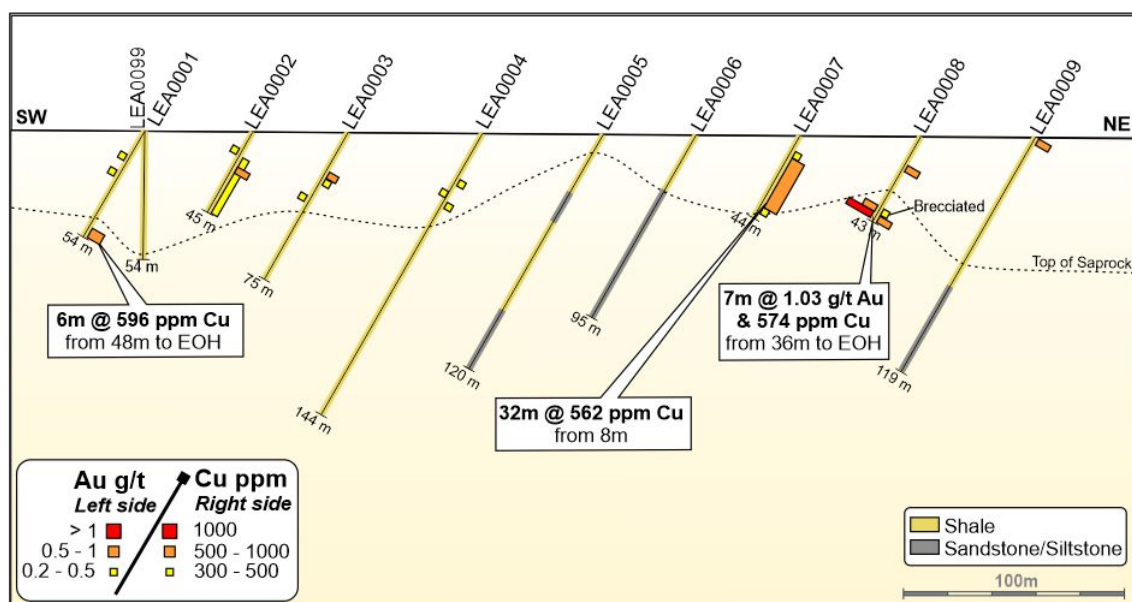 LEA0099
LEA0001
LEA0002
LEA0003
LEA0004
LEA0005
LEA0006
LEA0007
LEA0008
LEA0009
SW
NE
45 m
44 m
43 m
Brecciated
54 m
54 m
75 m
Top of Saprock
6m @ 596 ppm Cu
from 48m to EOH
7m @ 1.03 g/t Au
& 574 ppm Cu
from 36m to EOH
95 m
120 m
119 m
144 m
32m @ 562 ppm Cu
from 8m
Au g/t
Left side
> 1
0.5 - 1
0.2 - 0.5
Cu ppm
Right side
1000
500 - 1000
300 - 500
Shale
Sandstone/Siltstone
100m